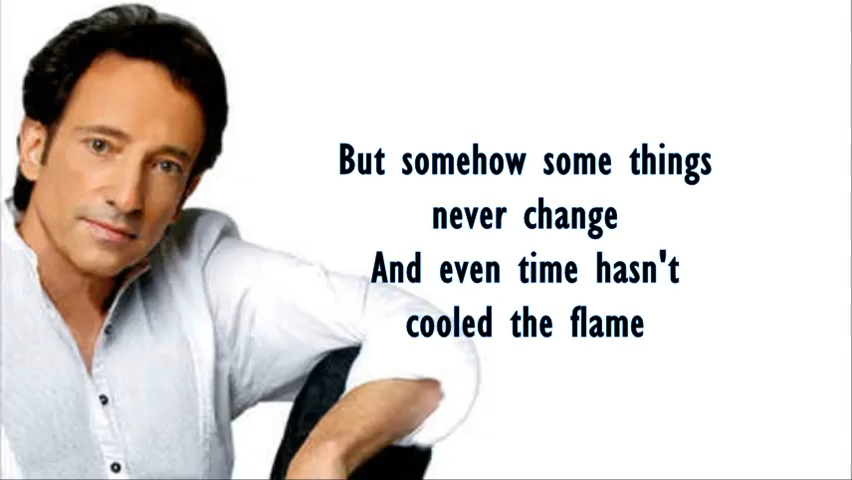 But somehow some things
never change
And even time hasn't
cooled the flame